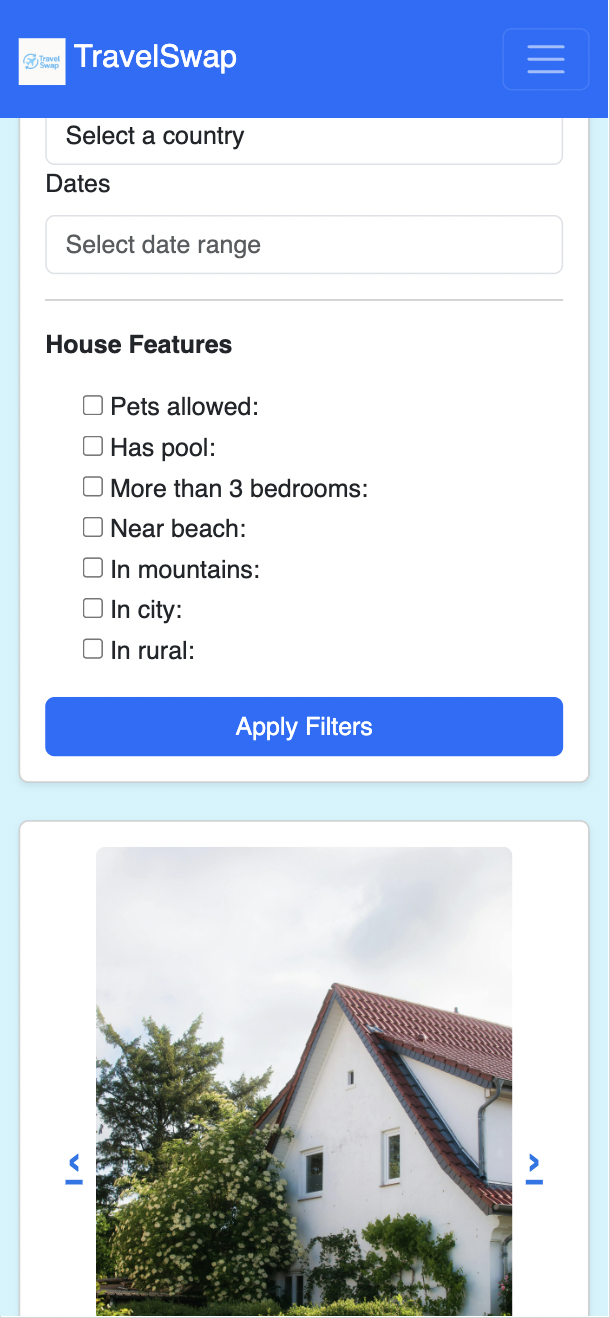 Travel
Swap
TravelSwap
Select a country
Dates
Select date range
House Features
Pets allowed:
Has pool:
More than 3 bedrooms:
Near beach:
In mountains:
In city:
In rural:
Apply Filters
‹
›